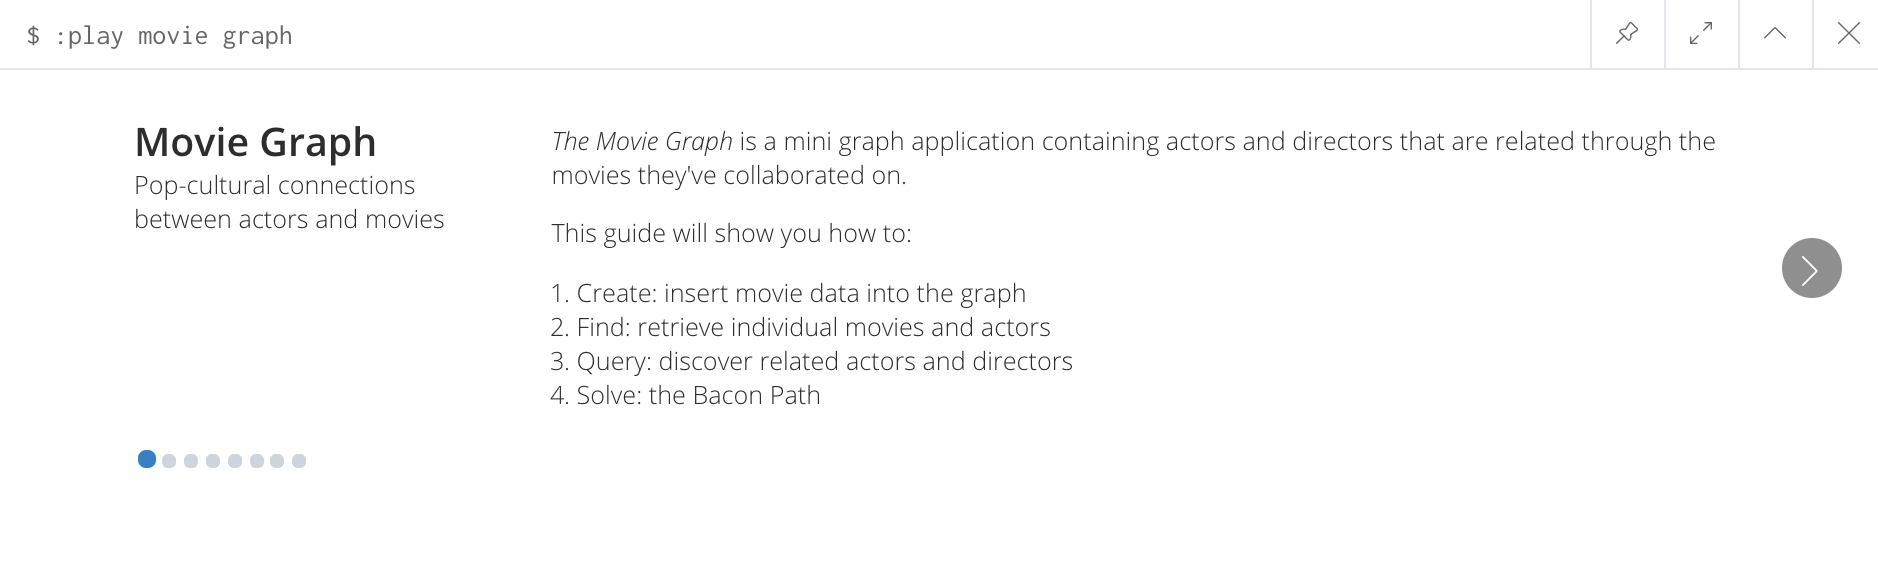 $ :play movie graph
Movie Graph
Pop-cultural connections
between actors and movies
The Movie Graph is a mini graph application containing actors and directors that are related through the
movies they've collaborated on.
This guide will show you how to:
1. Create: insert movie data into the graph
2. Find: retrieve individual movies and actors
3. Query: discover related actors and directors
4. Solve: the Bacon Path